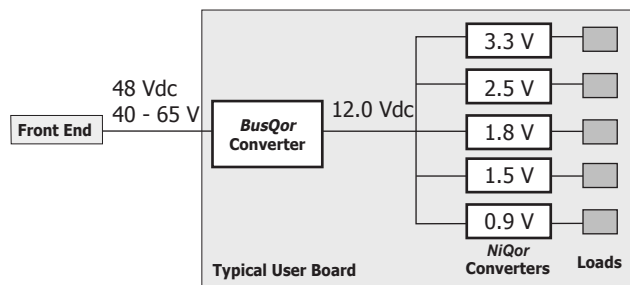 3.3 V
48 Vdc
40 - 65 V
2.5 V
12.0 Vdc
Front End
BusQor
Converter
1.8 V
1.5 V
0.9 V
NiQor
Converters
Loads
Typical User Board